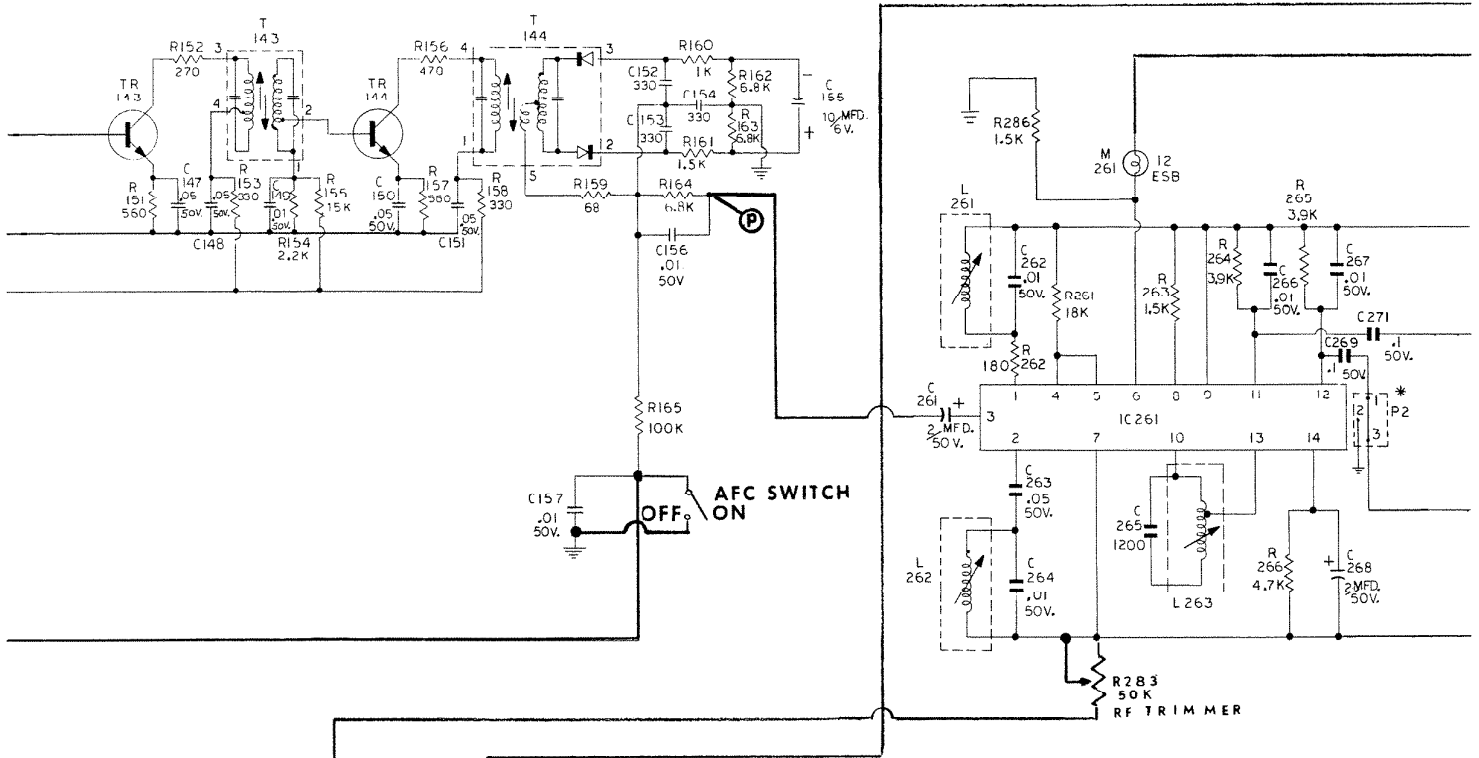 T
143
R152
270
3
TR
143
4
2
1
C
147
.05
50V.
R
151
560
.05
50V.
C148
R
153
330
.01
50V.
R154
2.2K
R
155
15K
R156
470
TR
144
C
150
.05
50V.
R
157
560
.05
50V.
C151
R
158
330
T
144
4
3
1
2
5
R160
1K
C152
330
C154
330
C153
330
R162
6.8K
R
163
6.8K
R161
1.5K
C
155
10
MFD.
6V.
−
+
R159
68
R164
6.8K
P
C156
.01
50V
R165
100K
C157
.01
50V.
AFC SWITCH
OFF
ON
R286
1.5K
M
261
12
ESB
L
261
C
262
.01
50V.
R261
18K
R
263
1.5K
R
264
3.9K
C
266
.01
50V.
R
265
3.9K
C
267
.01
50V.
C271
.1
50V.
C269
.1
50V.
180
R
262
C
261
+
2
MFD.
50V.
1
4
5
6
8
9
11
12
3
IC261
2
7
10
13
14
*
P2
1
2
3
C
263
.05
50V.
C
264
.01
50V.
L
262
C
265
1200
L263
R
266
4.7K
+
C
268
2MFD.
50V.
R283
50K
RF TRIMMER